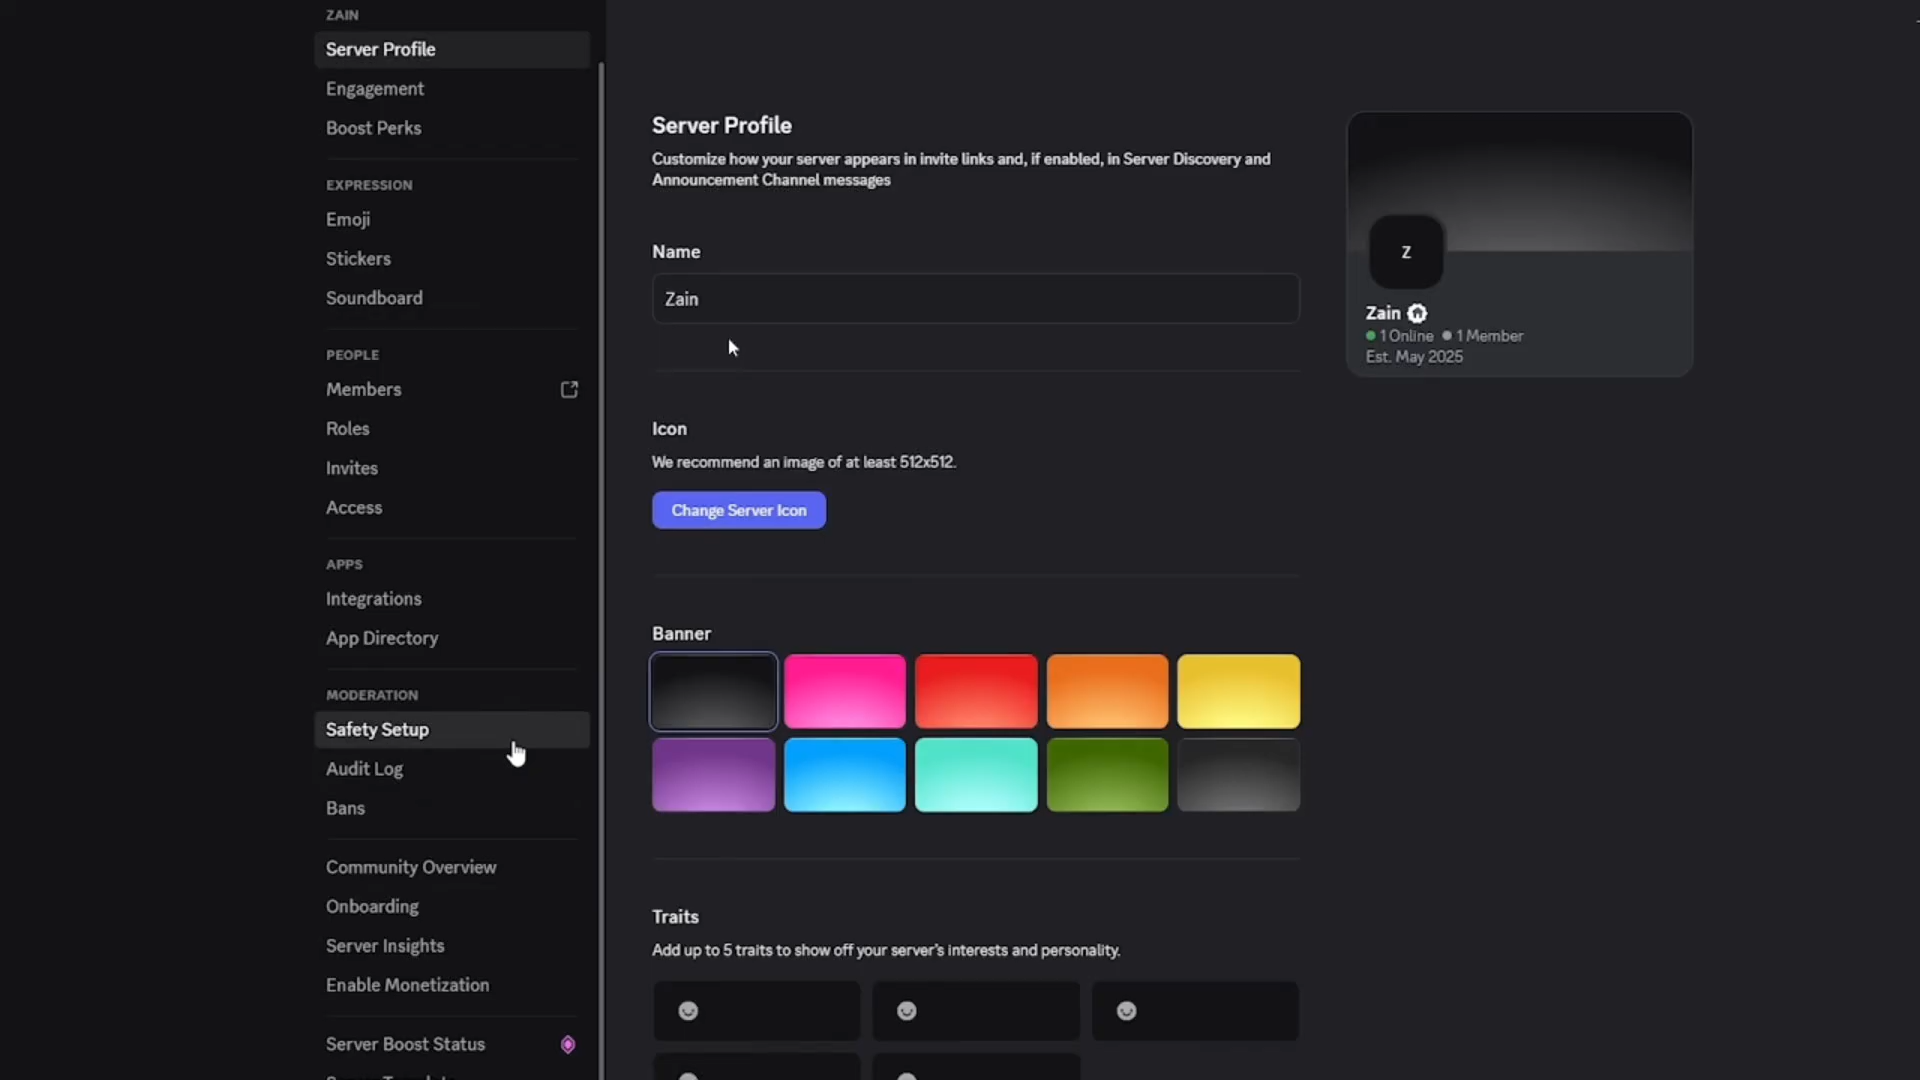 ZAIN
Server Profile
Engagement
Boost Perks
EXPRESSION
Emoji
Stickers
Soundboard
PEOPLE
Members
Roles
Invites
Access
APPS
Integrations
App Directory
MODERATION
Safety Setup
Audit Log
Bans
Community Overview
Onboarding
Server Insights
Enable Monetization
Server Boost Status
Server Profile
Customize how your server appears in invite links and, if enabled, in Server Discovery and
Announcement Channel messages
Name
Zain
Icon
We recommend an image of at least 512x512.
Change Server Icon
Banner
Traits
Add up to 5 traits to show off your server's interests and personality.
Z
Zain
1 Online 1 Member
Est. May 2025